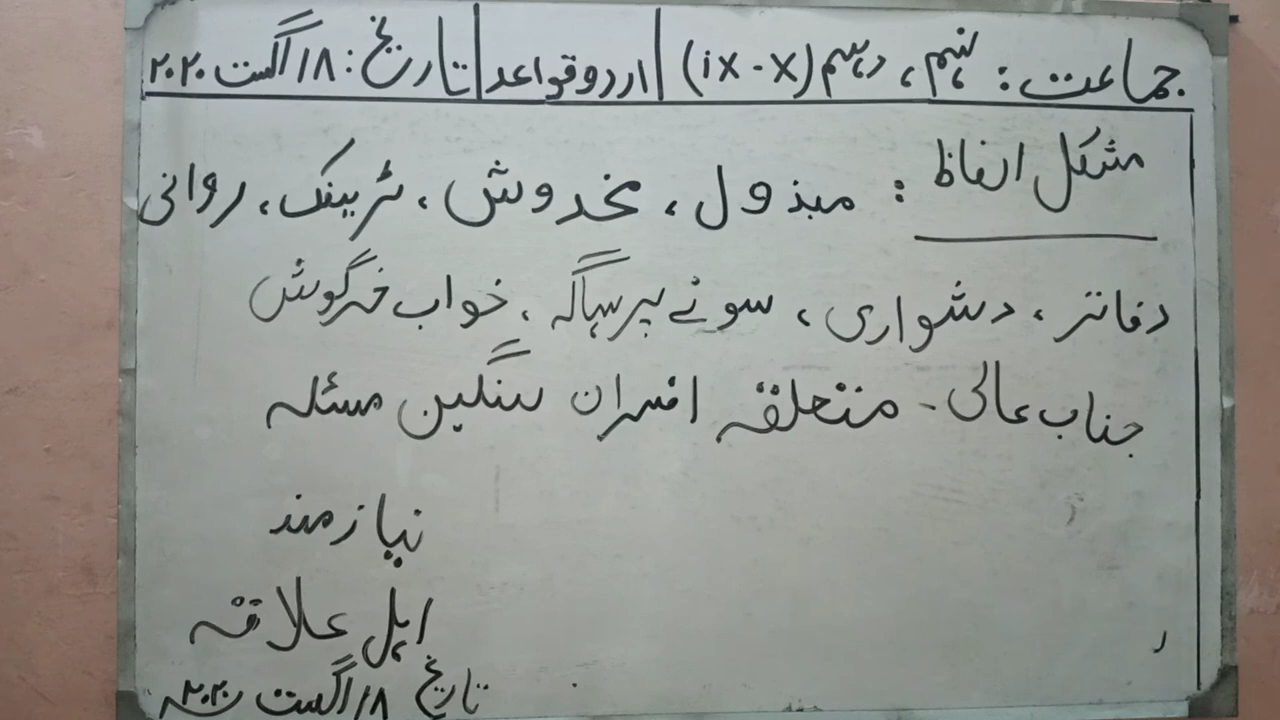 جماعت: نہم، دہم (ix-x) | اردو قواعد | تاریخ: ۱۸/اگست ۲۰۲۰
مشکل الفاظ: مبذول، مخدوش، ٹریفک، روانی
دفاتر، دشواری، سونے پر سہاگہ، خواب خرگوش
جناب عالی - متعلقہ افسران سنگین مسئلہ
نیازمند
اہل علاقہ
تاریخ ۱۸/اگست ۲۰۲۰